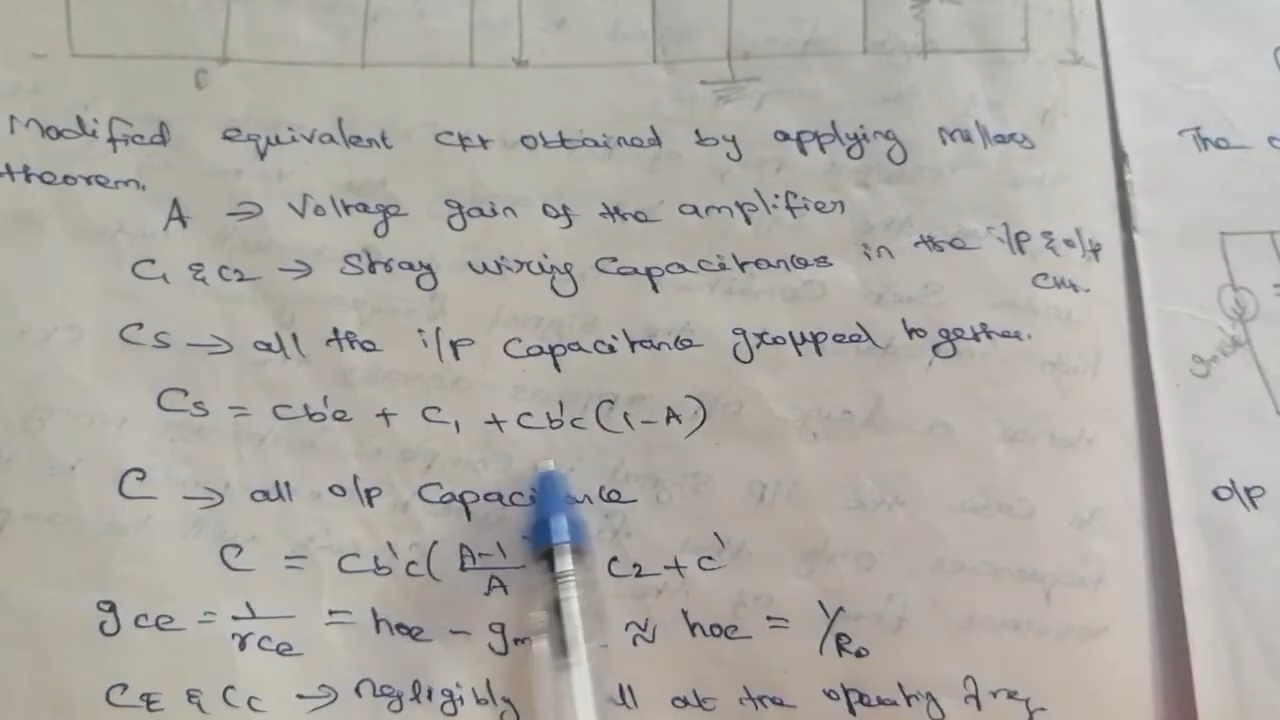 C
Modified equivalent ckt obtained by applying millers
theorem.
A → Voltage gain of the amplifier
C1 & C2 → Stray wiring Capacitances in the i/p & o/p
ckt.
Cs → all the i/p Capacitance grouped together.
Cs = Cb'e + C1 + Cb'c (1-A)
C → all o/p
C = Cb'c ( A-1/A C2 + C'
gce = 1/rce = hoe - gm ≈ hoe = 1/Ro
CE & CC → Negligibly at the operating freq
The
o/p